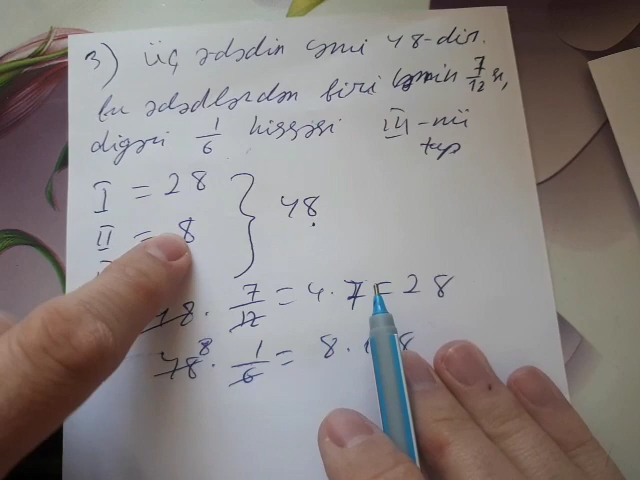 3) üç ədədin cəmi 48-dir.
bu ədədlərdən biri cəmin 7/12 si,
digəri 1/6 hissəsi III-nü
tap
I = 28
II = 8 } 48.
48 · 7/12 = 4 · 7 = 28
48 8 · 1/6 = 8 ·